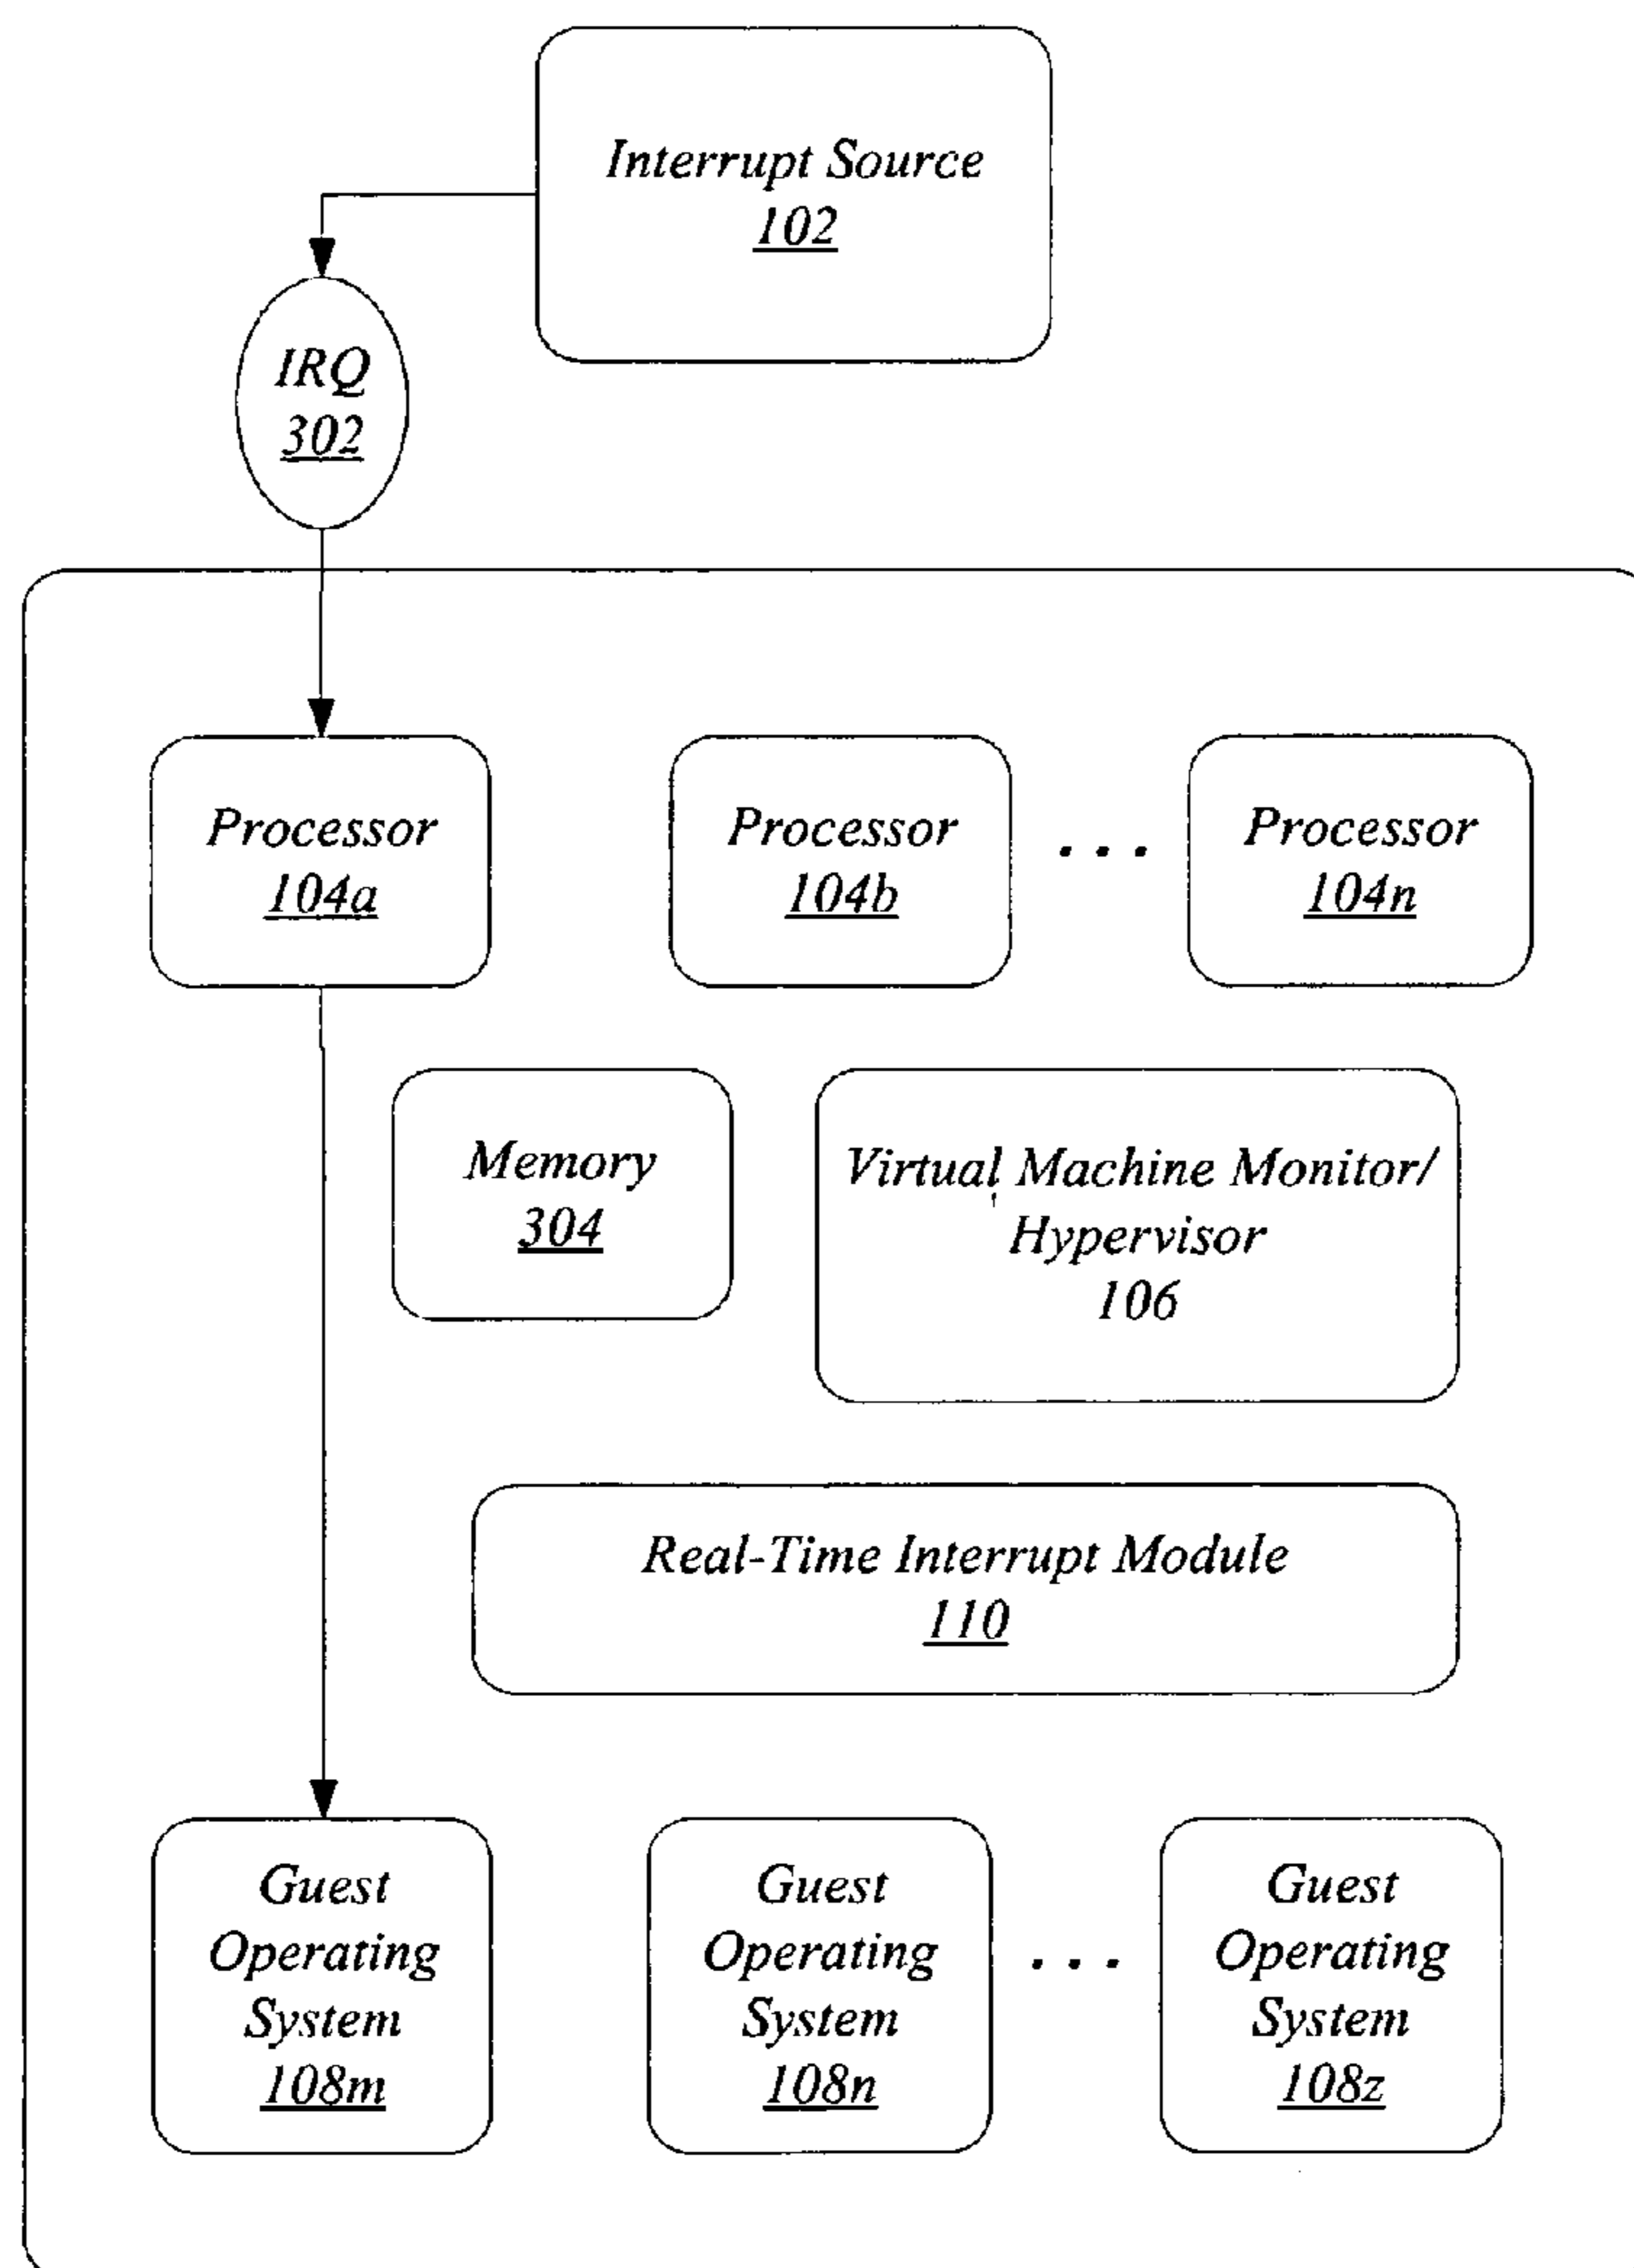 Interrupt Source
102
IRQ
302
Processor
104a
Processor
104b
. . .
Processor
104n
Memory
304
Virtual Machine Monitor/
Hypervisor
106
Real-Time Interrupt Module
110
Guest
Operating
System
108m
Guest
Operating
System
108n
. . .
Guest
Operating
System
108z